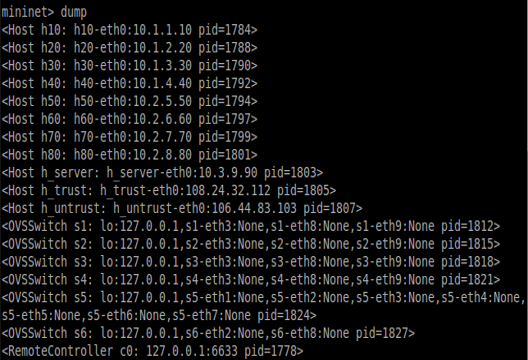 mininet> dump
<Host h10: h10-eth0:10.1.1.10 pid=1784>
<Host h20: h20-eth0:10.1.2.20 pid=1788>
<Host h30: h30-eth0:10.1.3.30 pid=1790>
<Host h40: h40-eth0:10.1.4.40 pid=1792>
<Host h50: h50-eth0:10.2.5.50 pid=1794>
<Host h60: h60-eth0:10.2.6.60 pid=1797>
<Host h70: h70-eth0:10.2.7.70 pid=1799>
<Host h80: h80-eth0:10.2.8.80 pid=1801>
<Host h_server: h_server-eth0:10.3.9.90 pid=1803>
<Host h_trust: h_trust-eth0:108.24.32.112 pid=1805>
<Host h_untrust: h_untrust-eth0:106.44.83.103 pid=1807>
<OVSSwitch s1: lo:127.0.0.1,s1-eth3:None,s1-eth8:None,s1-eth9:None pid=1812>
<OVSSwitch s2: lo:127.0.0.1,s2-eth3:None,s2-eth8:None,s2-eth9:None pid=1815>
<OVSSwitch s3: lo:127.0.0.1,s3-eth3:None,s3-eth8:None,s3-eth9:None pid=1818>
<OVSSwitch s4: lo:127.0.0.1,s4-eth3:None,s4-eth8:None,s4-eth9:None pid=1821>
<OVSSwitch s5: lo:127.0.0.1,s5-eth1:None,s5-eth2:None,s5-eth3:None,s5-eth4:None,
s5-eth5:None,s5-eth6:None,s5-eth7:None pid=1824>
<OVSSwitch s6: lo:127.0.0.1,s6-eth2:None,s6-eth8:None pid=1827>
<RemoteController c0: 127.0.0.1:6633 pid=1778>